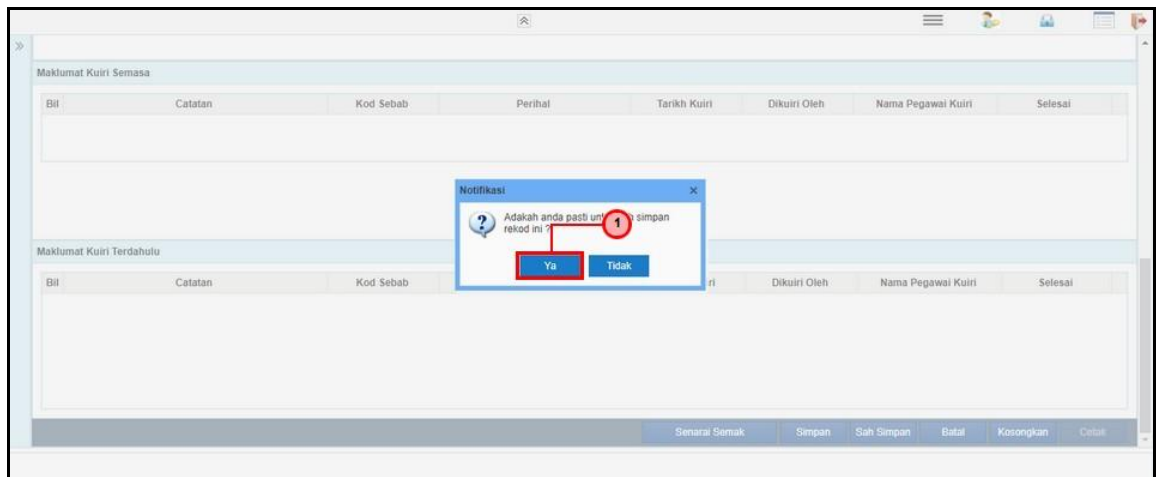 Maklumat Kuiri Semasa
Bil Catatan Kod Sebab Perihal Tarikh Kuiri Dikuiri Oleh Nama Pegawai Kuiri Selesai
Notifikasi
Adakah anda pasti simpan
rekod ini ?
1
Ya Tidak
Maklumat Kuiri Terdahulu
Bil Catatan Kod Sebab Dikuiri Oleh Nama Pegawai Kuiri Selesai
Senarai Semak Simpan Sah Simpan Batal Kosongkan Cetak